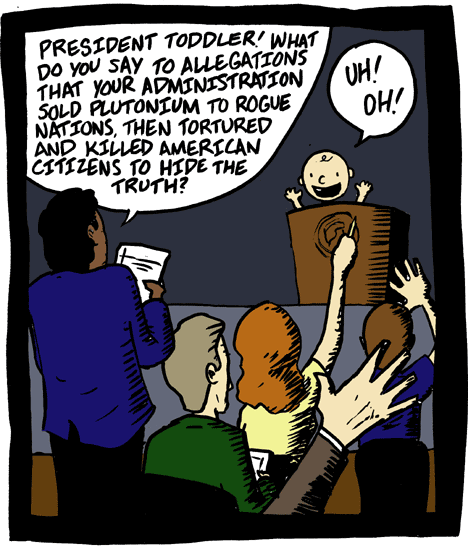 PRESIDENT TODDLER! WHAT
DO YOU SAY TO ALLEGATIONS
THAT YOUR ADMINISTRATION
SOLD PLUTONIUM TO ROGUE
NATIONS, THEN TORTURED
AND KILLED AMERICAN
CITIZENS TO HIDE THE
TRUTH?
UH!
OH!